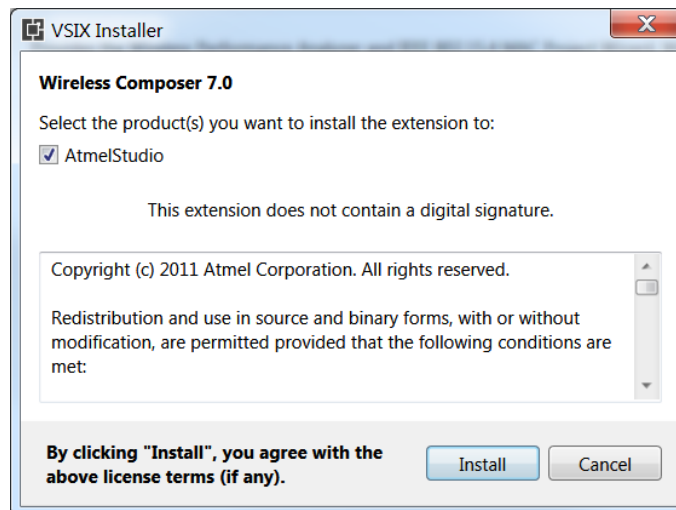 VSIX Installer
Wireless Composer 7.0
Select the product(s) you want to install the extension to:
AtmelStudio
This extension does not contain a digital signature.
Copyright (c) 2011 Atmel Corporation. All rights reserved.
Redistribution and use in source and binary forms, with or without
modification, are permitted provided that the following conditions are
met:
By clicking "Install", you agree with the
above license terms (if any).
Install
Cancel